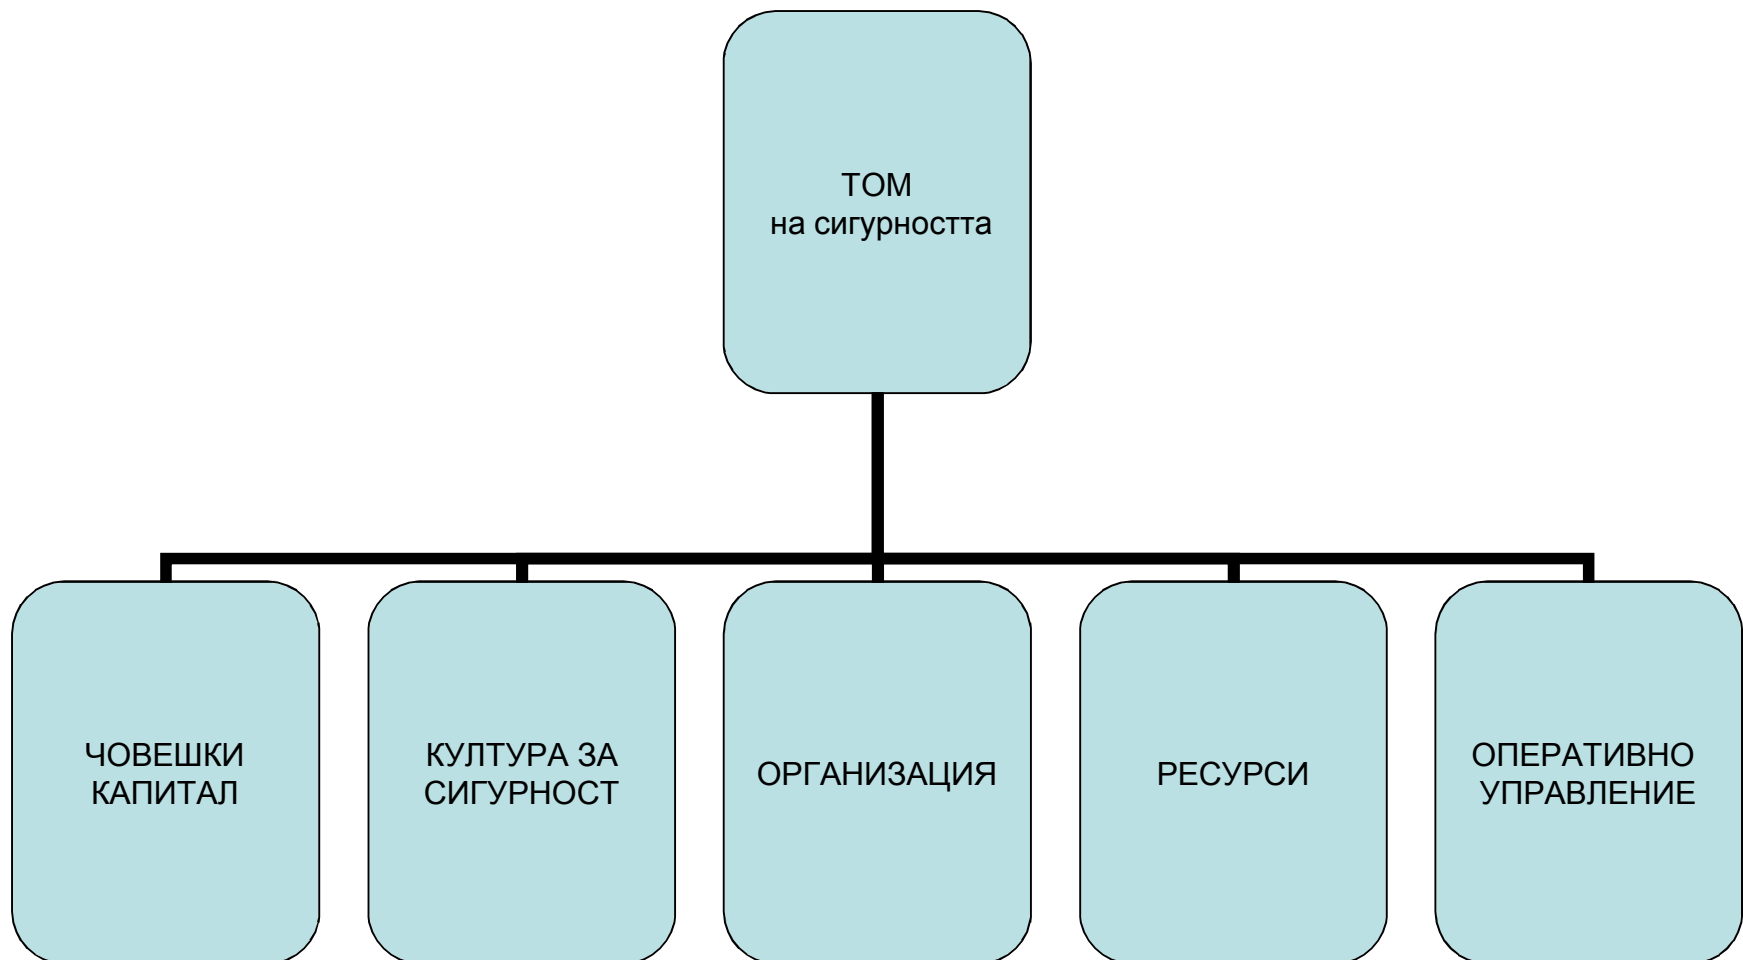 ТОМ
на сигурността
ЧОВЕШКИ
КАПИТАЛ
КУЛТУРА ЗА
СИГУРНОСТ
ОРГАНИЗАЦИЯ
РЕСУРСИ
ОПЕРАТИВНО
УПРАВЛЕНИЕ